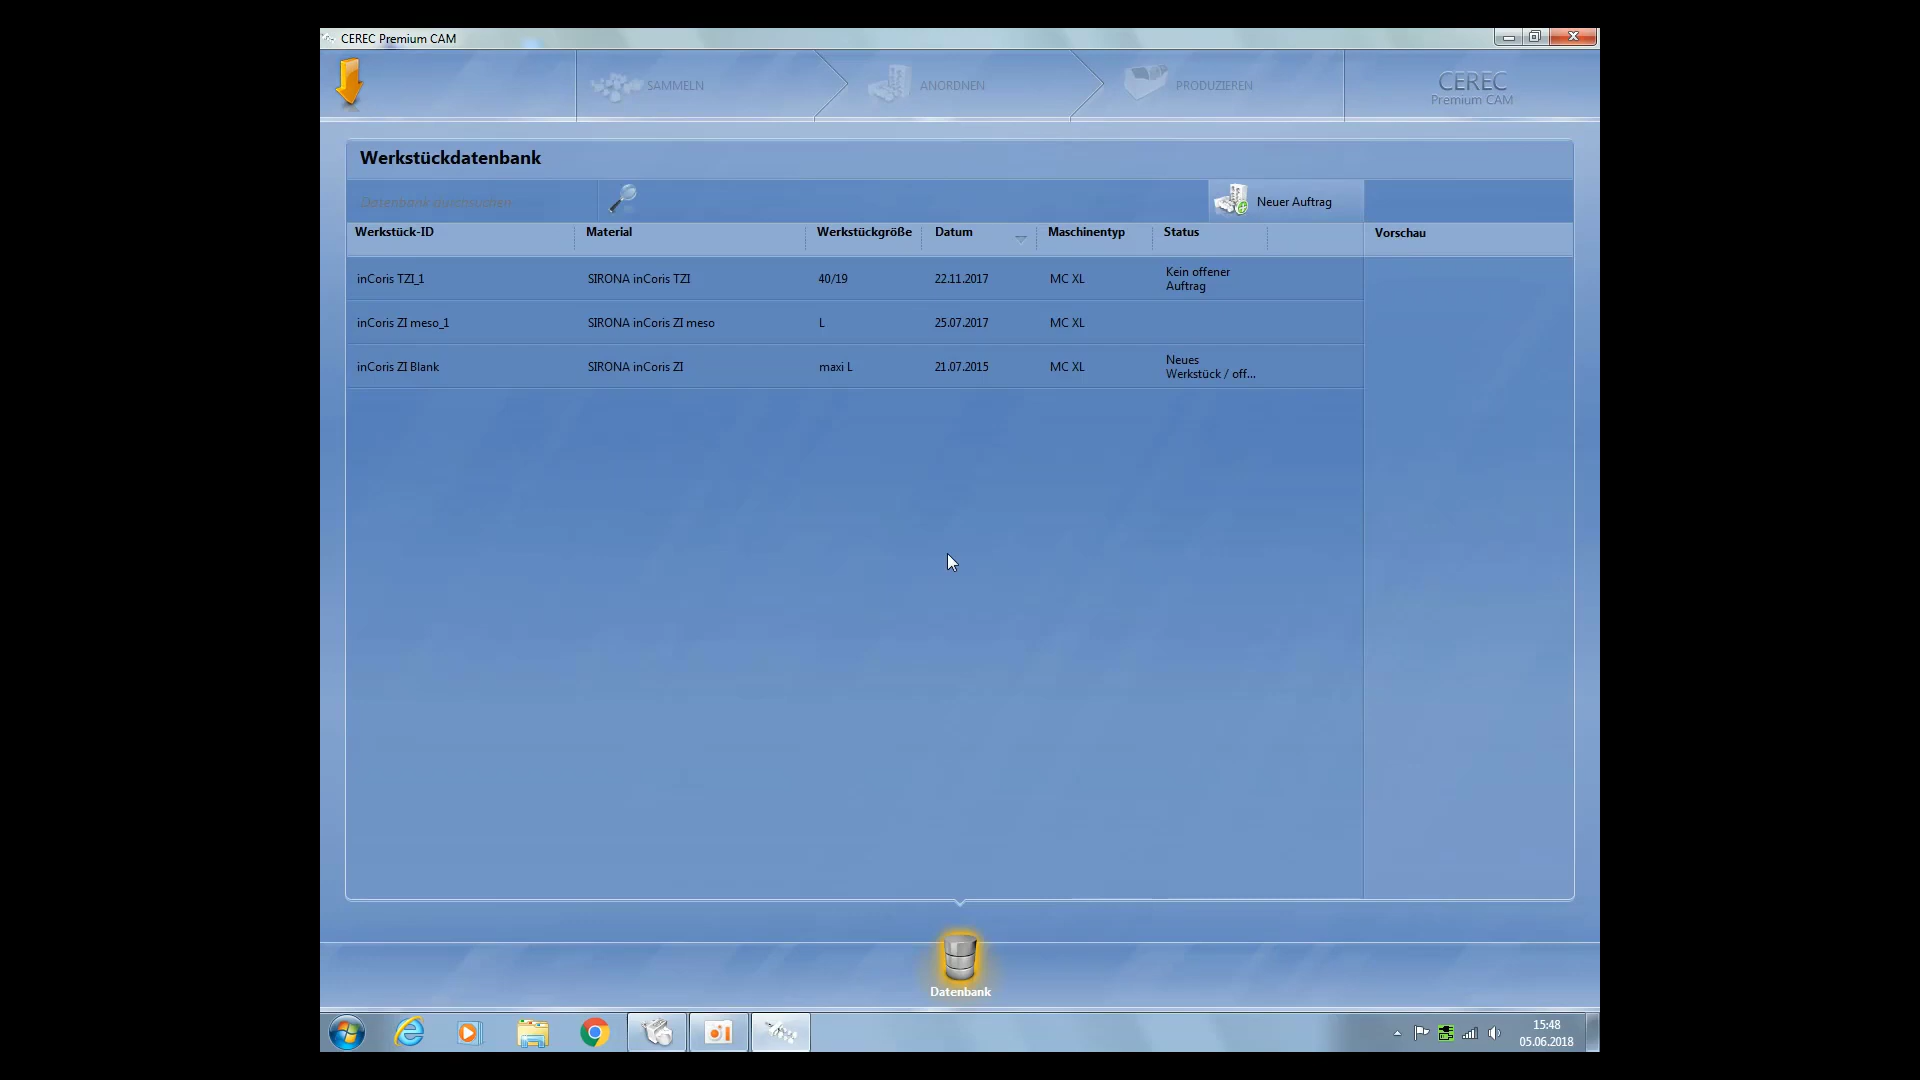 CEREC Premium CAM
SAMMELN
ANORDNEN
PRODUZIEREN
CEREC
Premium CAM
Werkstückdatenbank
Datenbank durchsuchen
Neuer Auftrag
Werkstück-ID Material Werkstückgröße Datum Maschinentyp Status Vorschau
inCoris TZI_1 SIRONA inCoris TZI 40/19 22.11.2017 MC XL Kein offener
Auftrag
inCoris ZI meso_1 SIRONA inCoris ZI meso L 25.07.2017 MC XL
inCoris ZI Blank SIRONA inCoris ZI maxi L 21.07.2015 MC XL Neues
Werkstück / off...
Datenbank
15:48
05.06.2018